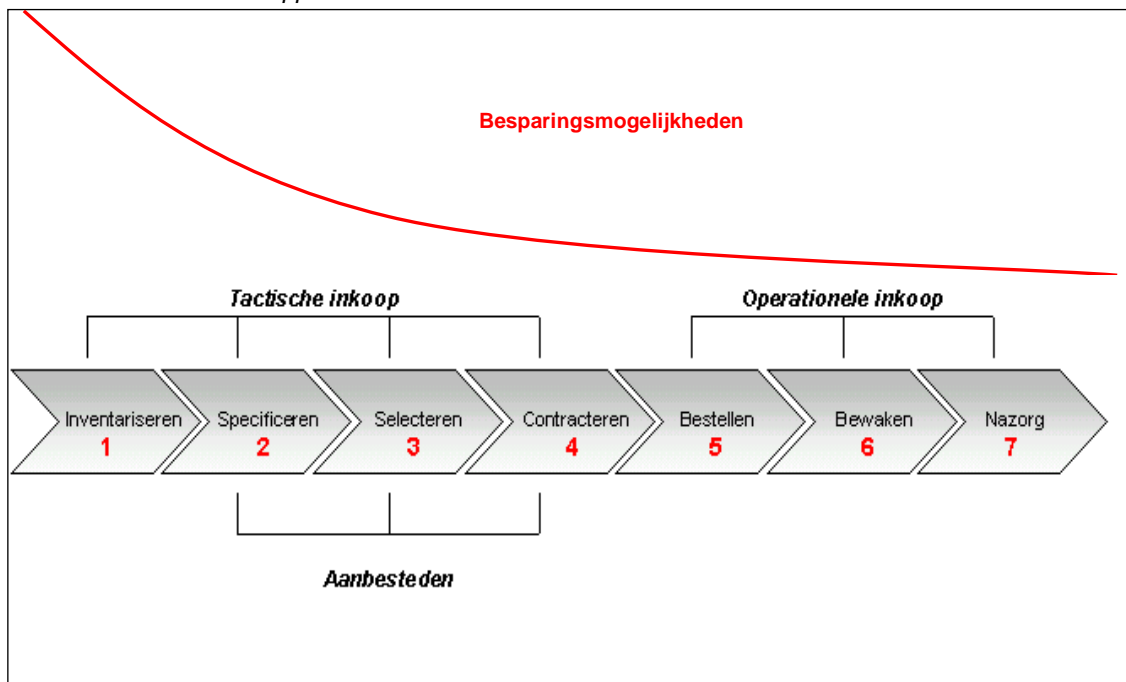 Besparingsmogelijkheden
Tactische inkoop
Operationele inkoop
Inventariseren
1
Specificeren
2
Selecteren
3
Contracteren
4
Bestellen
5
Bewaken
6
Nazorg
7
Aanbesteden